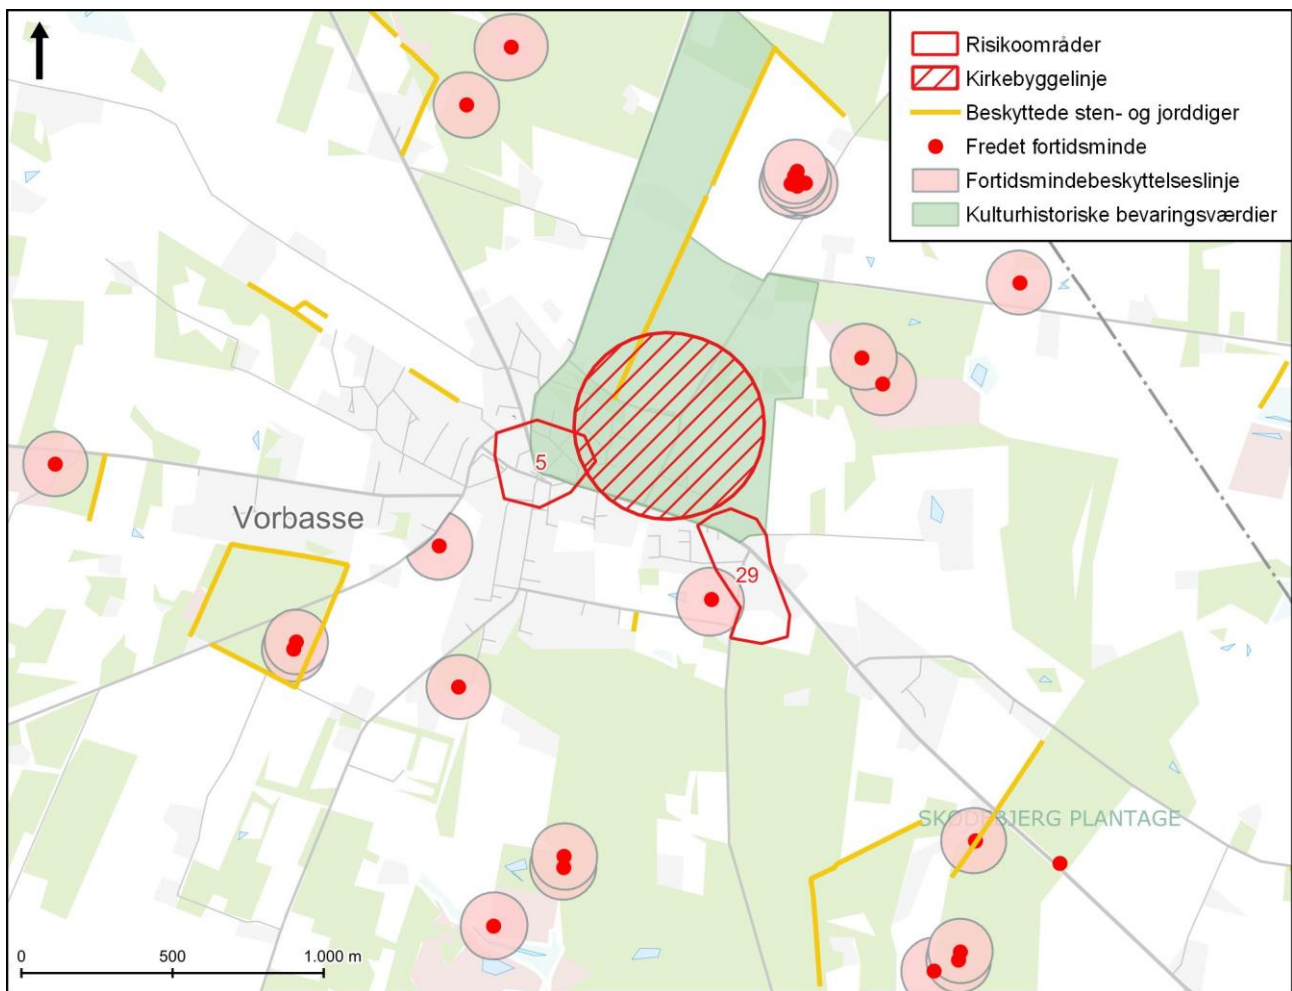 Risikoområder
Kirkebyggelinje
Beskyttede sten- og jorddiger
Fredet fortidsminde
Fortidsmindebeskyttelseslinje
Kulturhistoriske bevaringsværdier
5
Vorbasse
29
SKØDEBJERG PLANTAGE
0 500 1.000 m